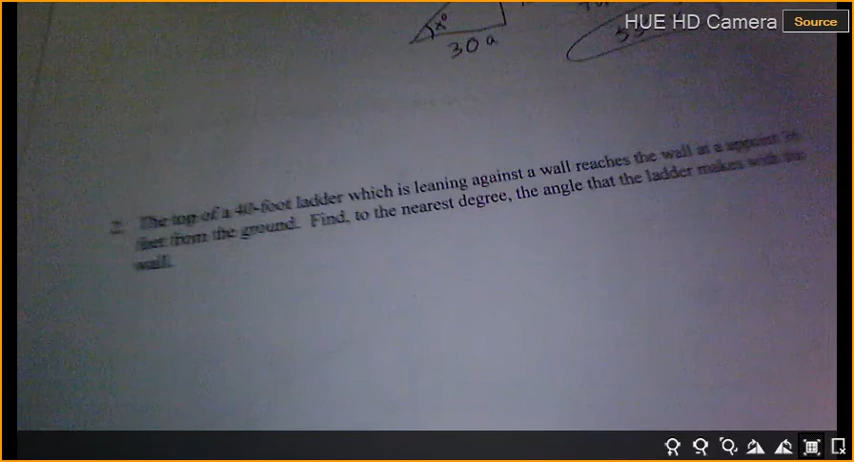 HUE HD Camera Source
x°
30 a
2. The top of a 40-foot ladder which is leaning against a wall reaches the wall at a appoint 36
feet from the ground. Find, to the nearest degree, the angle that the ladder makes with the
wall.